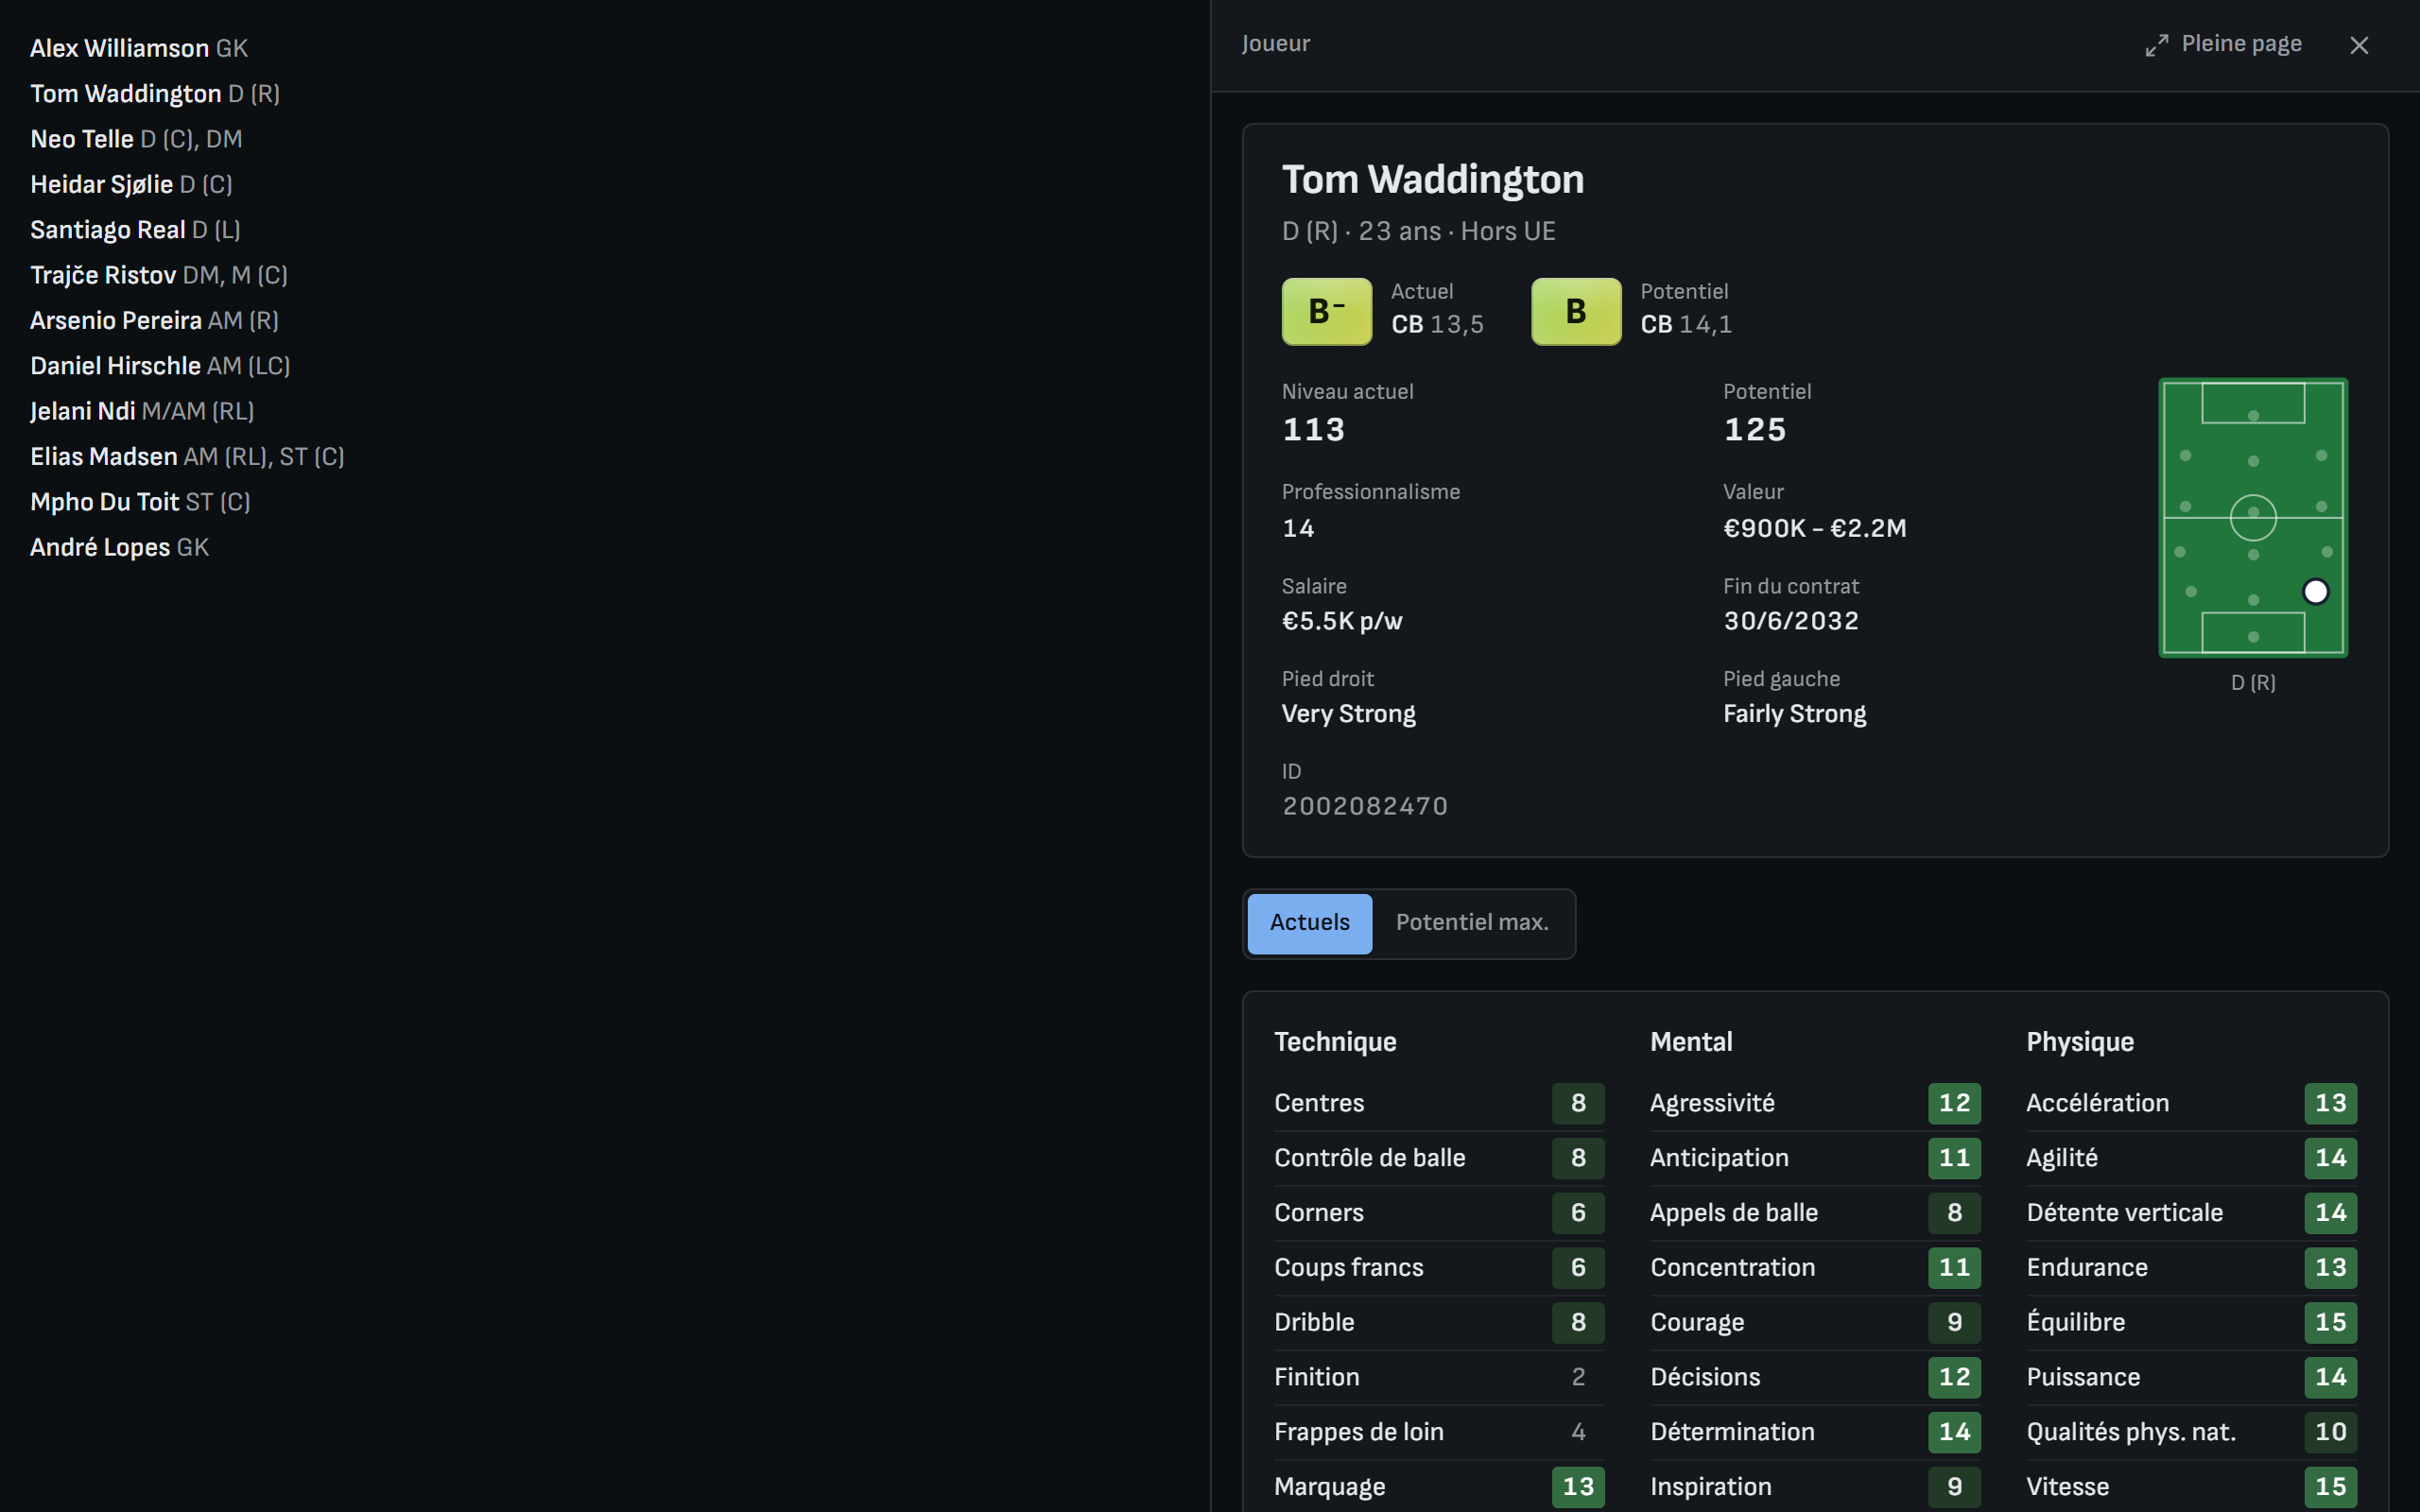 Alex Williamson GK
Tom Waddington D (R)
Neo Telle D (C), DM
Heidar Sjølie D (C)
Santiago Real D (L)
Trajče Ristov DM, M (C)
Arsenio Pereira AM (R)
Daniel Hirschle AM (LC)
Jelani Ndi M/AM (RL)
Elias Madsen AM (RL), ST (C)
Mpho Du Toit ST (C)
André Lopes GK
Joueur
Pleine page
Tom Waddington
D (R) · 23 ans · Hors UE
B-
Actuel
CB 13,5
B
Potentiel
CB 14,1
Niveau actuel
113
Potentiel
125
Professionnalisme
14
Valeur
€900K - €2.2M
Salaire
€5.5K p/w
Fin du contrat
30/6/2032
Pied droit
Very Strong
Pied gauche
Fairly Strong
ID
2002082470
D (R)
Actuels
Potentiel max.
Technique
Centres 8
Contrôle de balle 8
Corners 6
Coups francs 6
Dribble 8
Finition 2
Frappes de loin 4
Marquage 13
Mental
Agressivité 12
Anticipation 11
Appels de balle 8
Concentration 11
Courage 9
Décisions 12
Détermination 14
Inspiration 9
Physique
Accélération 13
Agilité 14
Détente verticale 14
Endurance 13
Équilibre 15
Puissance 14
Qualités phys. nat. 10
Vitesse 15